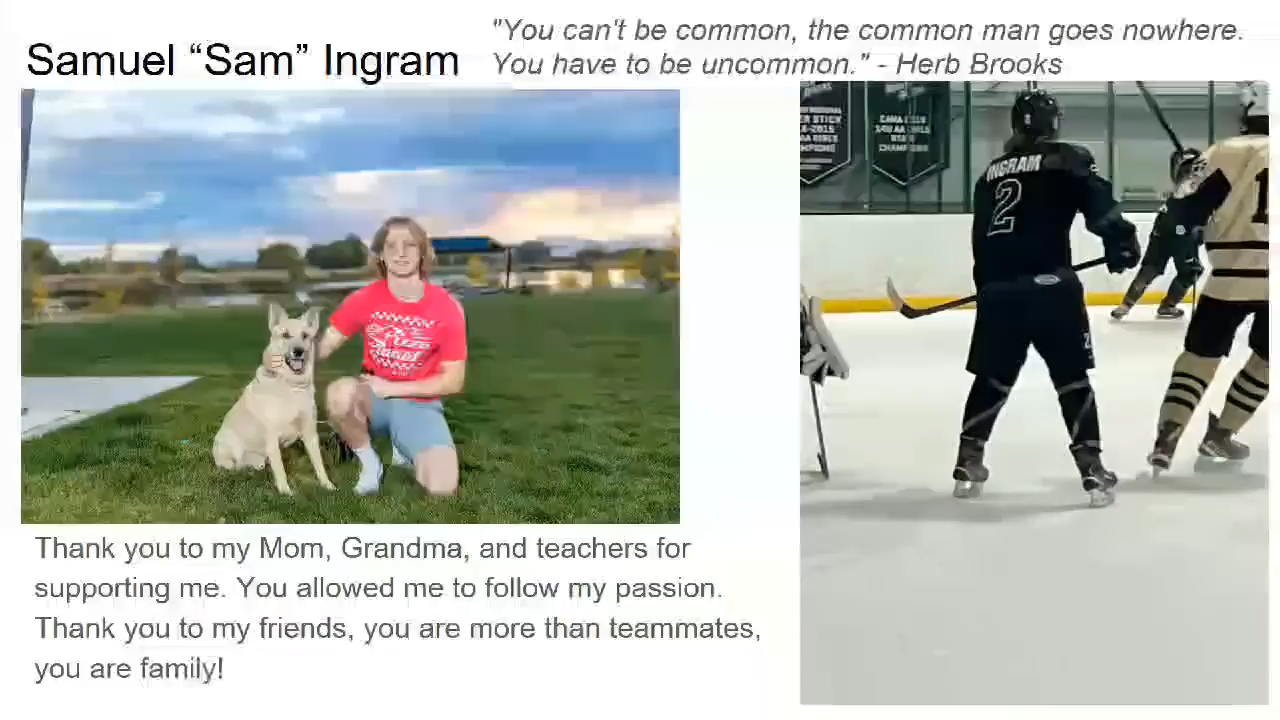 Samuel “Sam” Ingram
"You can't be common, the common man goes nowhere.
You have to be uncommon." - Herb Brooks
INGRAM
2
Thank you to my Mom, Grandma, and teachers for
supporting me. You allowed me to follow my passion.
Thank you to my friends, you are more than teammates,
you are family!